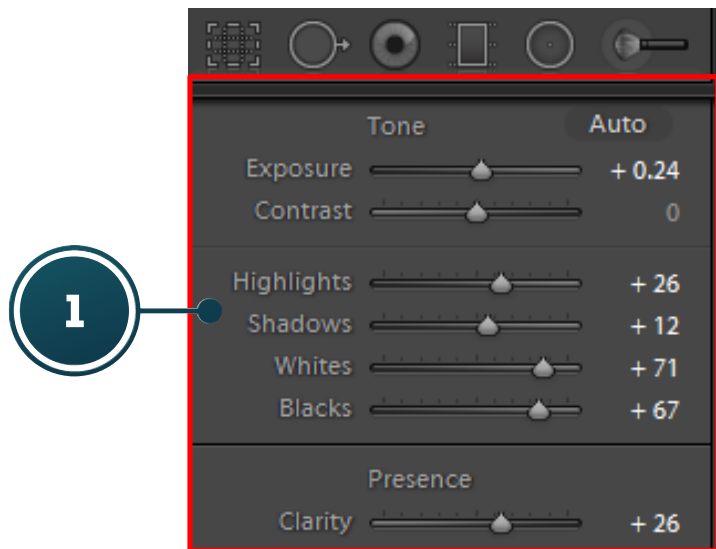 Tone Auto
Exposure + 0.24
Contrast 0
1
Highlights + 26
Shadows + 12
Whites + 71
Blacks + 67
Presence
Clarity + 26